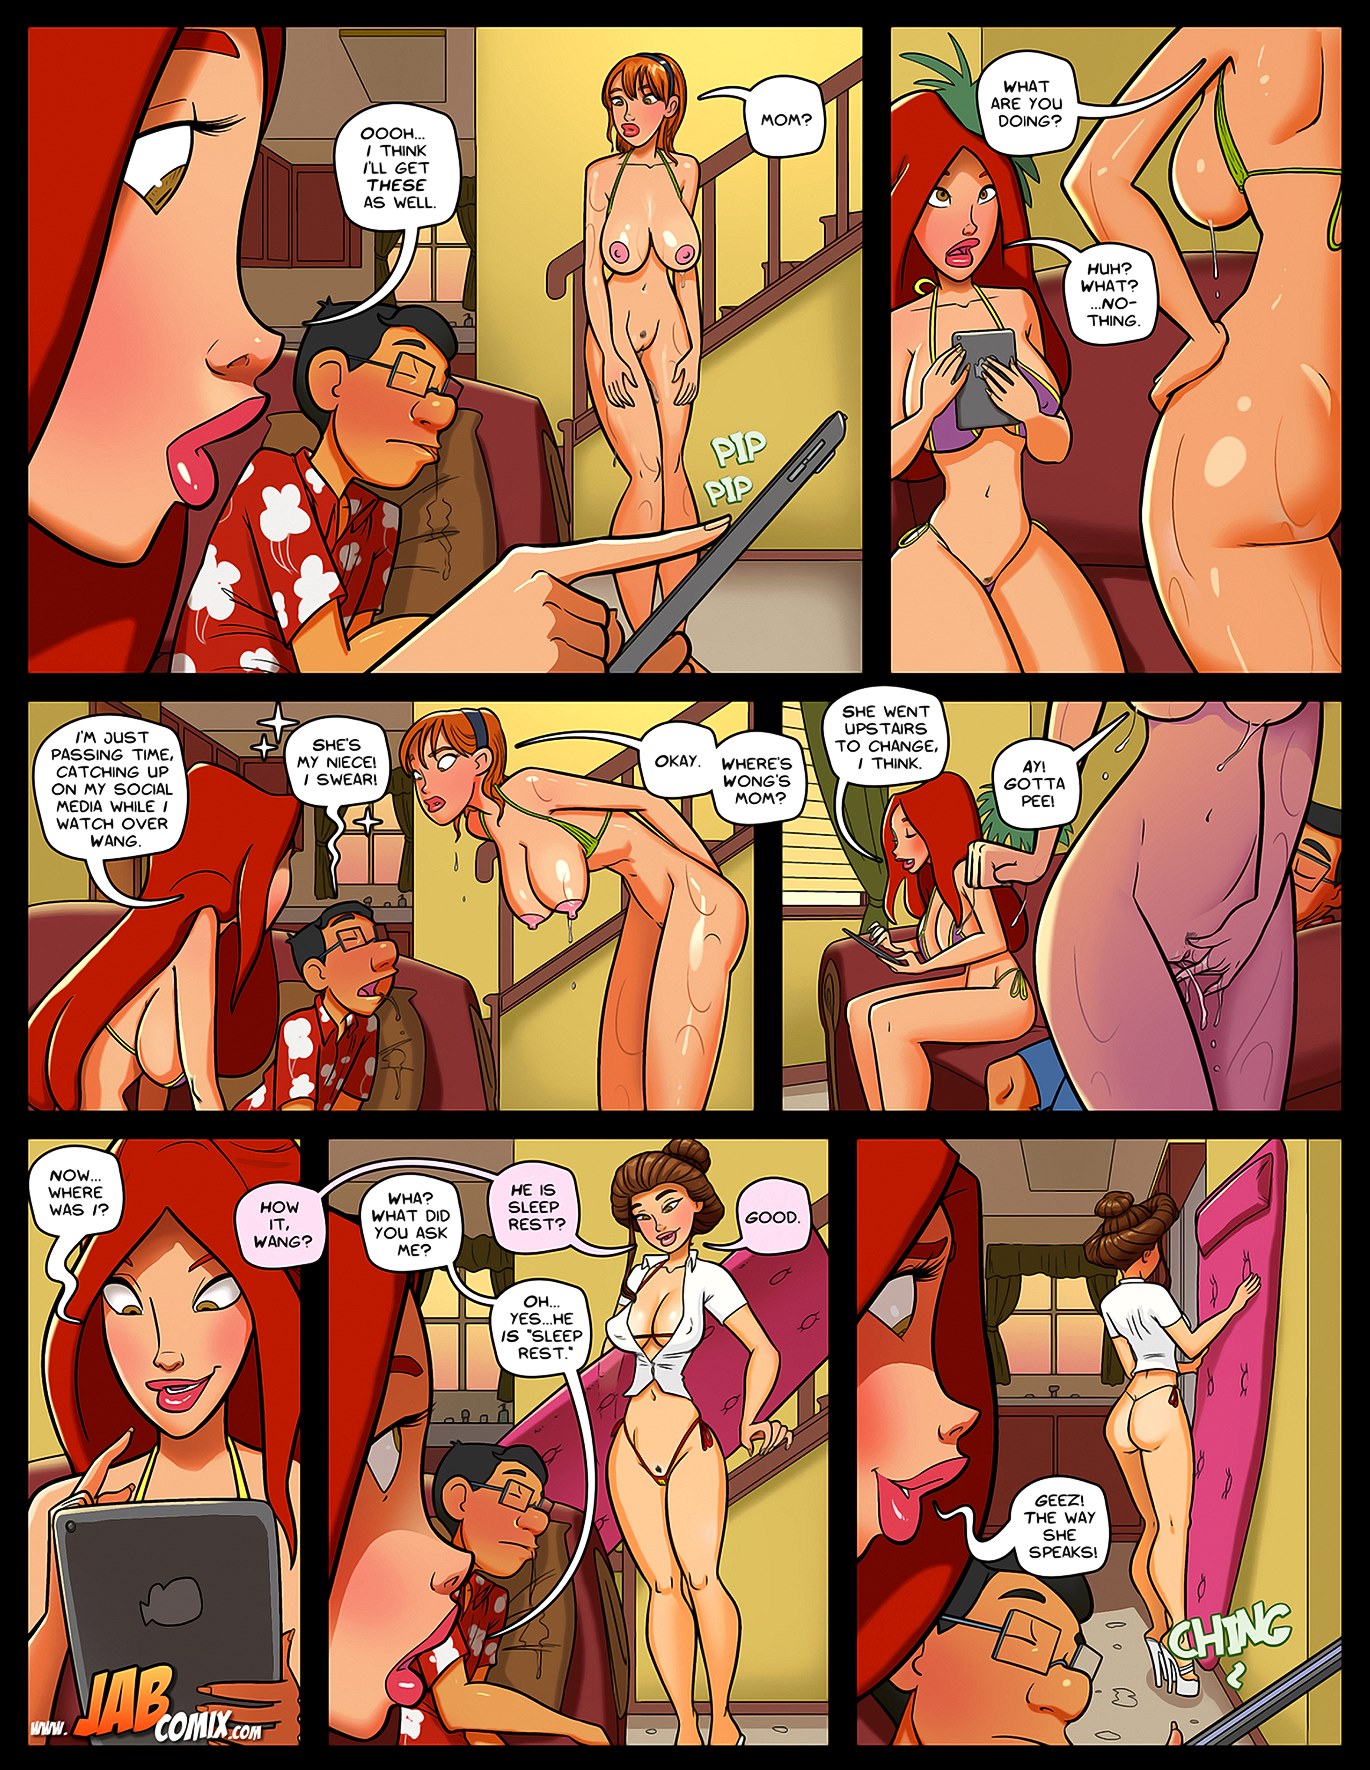 OOOH...
I THINK
I'LL GET
THESE
AS WELL.
MOM?
PIP
PIP
WHAT
ARE YOU
DOING?
HUH?
WHAT?
...NO-
THING.
I'M JUST
PASSING TIME,
CATCHING UP
ON MY SOCIAL
MEDIA WHILE I
WATCH OVER
WANG.
SHE'S
MY NIECE!
I SWEAR!
OKAY.
WHERE'S
WONG'S
MOM?
SHE WENT
UPSTAIRS
TO CHANGE,
I THINK.
AY!
GOTTA
PEE!
NOW...
WHERE
WAS I?
HOW
IT,
WANG?
WHA?
WHAT DID
YOU ASK
ME?
HE IS
SLEEP
REST?
OH...
YES...HE
IS "SLEEP
REST."
GOOD.
GEEZ!
THE WAY
SHE
SPEAKS!
CHING
www.JABCOMIX.com